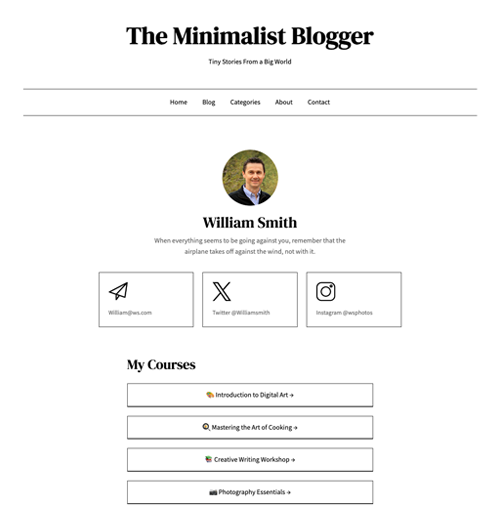 The Minimalist Blogger
Tiny Stories From a Big World
Home Blog Categories About Contact
William Smith
When everything seems to be going against you, remember that the
airplane takes off against the wind, not with it.
William@ws.com
Twitter @Williamsmith
Instagram @wsphotos
My Courses
Introduction to Digital Art →
Mastering the Art of Cooking →
Creative Writing Workshop →
Photography Essentials →